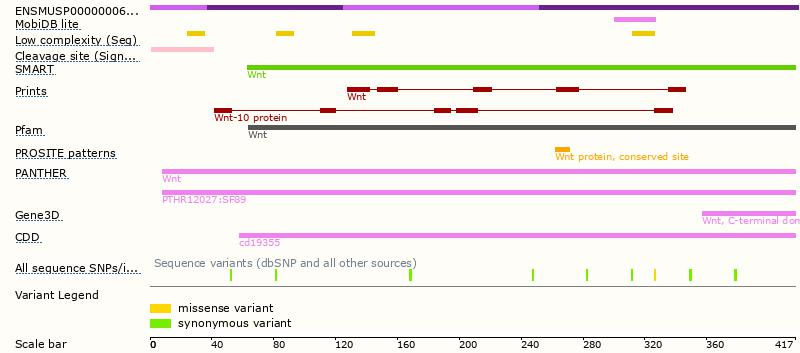 ENSMUSP00000006...
MobiDB lite
Low complexity (Seg)
Cleavage site (Sign...
SMART
Wnt
Prints
Wnt
Wnt-10 protein
Pfam
Wnt
PROSITE patterns
Wnt protein, conserved site
PANTHER
Wnt
PTHR12027:SF89
Gene3D
Wnt, C-terminal dom
CDD
cd19355
Sequence variants (dbSNP and all other sources)
All sequence SNPs/i...
Variant Legend
missense variant
synonymous variant
Scale bar
0 40 80 120 160 200 240 280 320 360 417